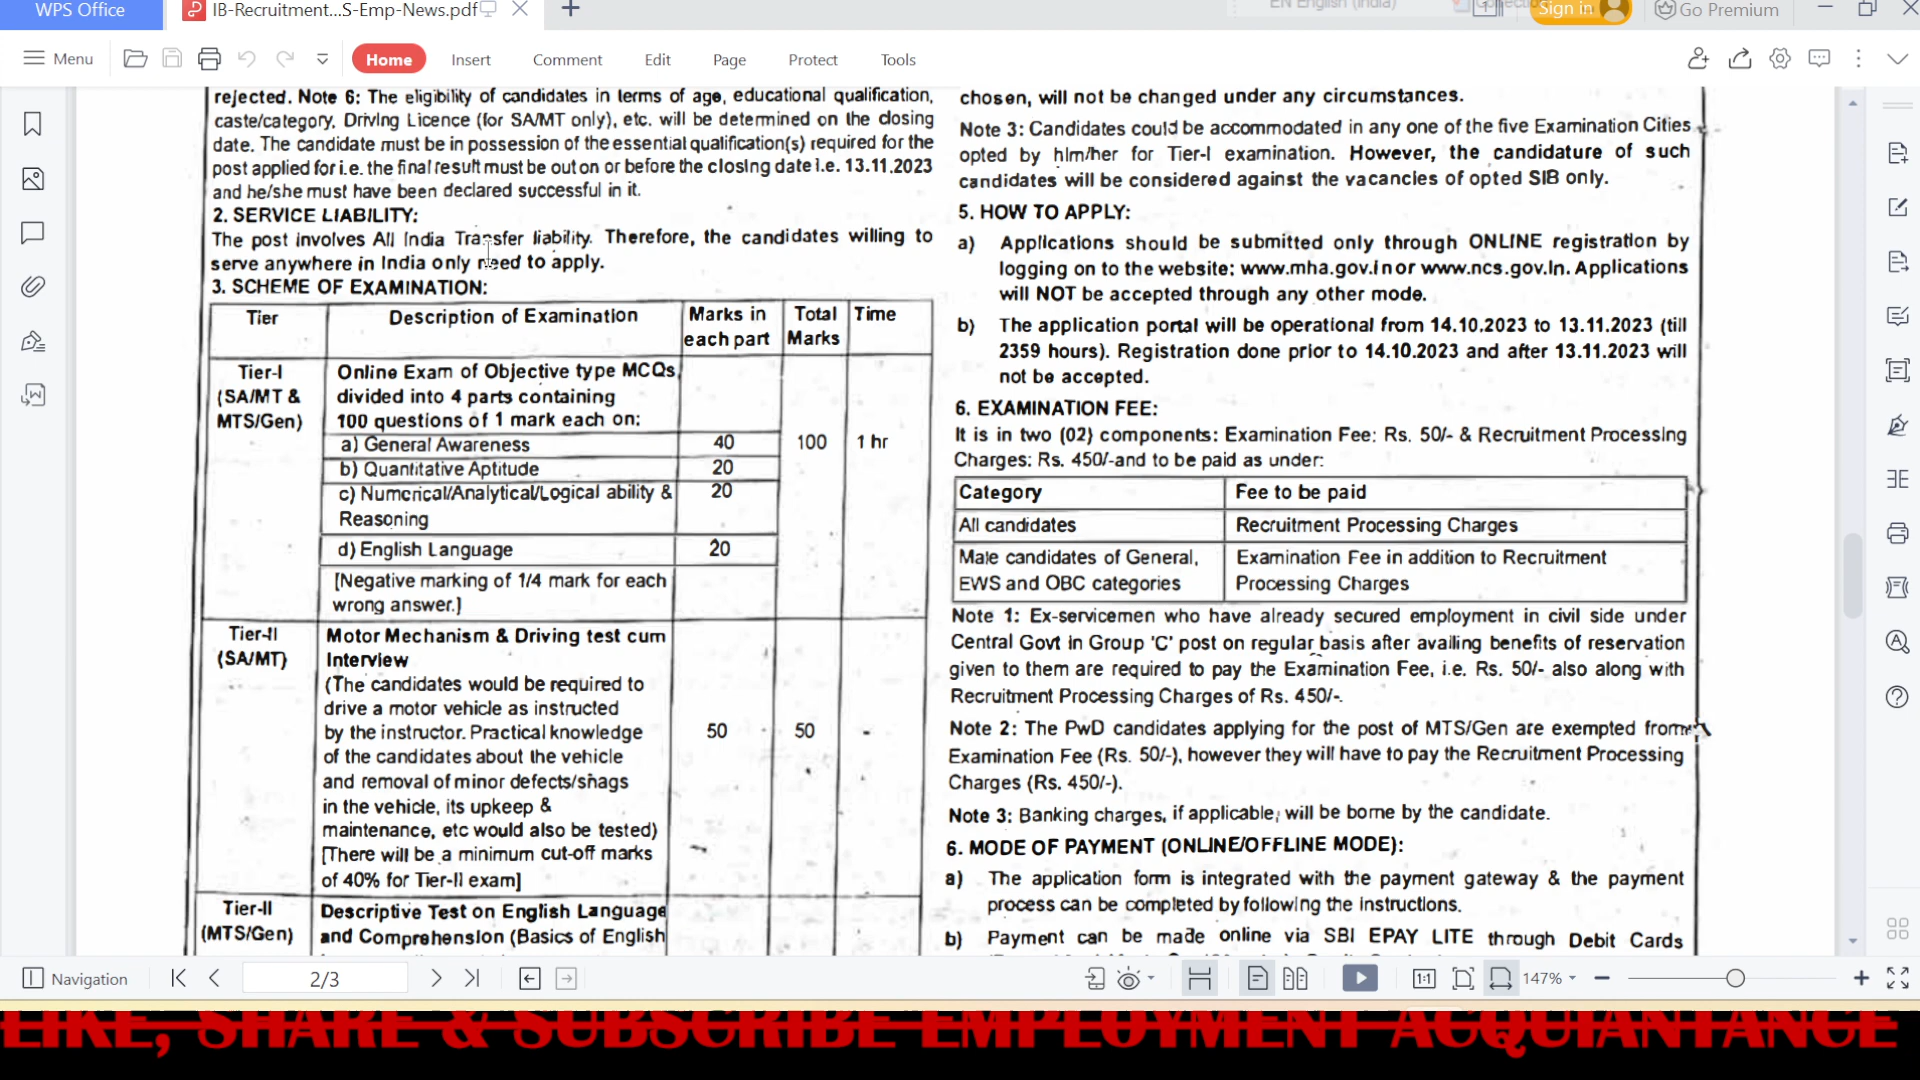 WPS Office
IB-Recruitment...S-Emp-News.pdf
EN English (India)
Sign in
Go Premium
Menu
Home
Insert
Comment
Edit
Page
Protect
Tools
rejected. Note 6: The eligibility of candidates in terms of age, educational qualification,
caste/category, Driving Licence (for SA/MT only), etc. will be determined on the closing
date. The candidate must be in possession of the essential qualification(s) required for the
post applied for i.e. the final result must be out on or before the closing date i.e. 13.11.2023
and he/she must have been declared successful in it.
2. SERVICE LIABILITY:
The post involves All India Transfer liability. Therefore, the candidates willing to
serve anywhere in India only need to apply.
3. SCHEME OF EXAMINATION:
Tier
Description of Examination
Marks in
each part
Total
Marks
Time
Tier-I
(SA/MT &
MTS/Gen)
Online Exam of Objective type MCQs,
divided into 4 parts containing
100 questions of 1 mark each on:
a) General Awareness
40
100
1 hr
b) Quantitative Aptitude
20
c) Numerical/Analytical/Logical ability &
Reasoning
20
d) English Language
20
[Negative marking of 1/4 mark for each
wrong answer.]
Tier-II
(SA/MT)
Motor Mechanism & Driving test cum
Interview
(The candidates would be required to
drive a motor vehicle as instructed
by the instructor. Practical knowledge
of the candidates about the vehicle
and removal of minor defects/snags
in the vehicle, its upkeep &
maintenance, etc would also be tested)
[There will be a minimum cut-off marks
of 40% for Tier-II exam]
50
50
-
Tier-II
(MTS/Gen)
Descriptive Test on English Language
and Comprehension (Basics of English
chosen, will not be changed under any circumstances.
Note 3: Candidates could be accommodated in any one of the five Examination Cities
opted by him/her for Tier-I examination. However, the candidature of such
candidates will be considered against the vacancies of opted SIB only.
5. HOW TO APPLY:
a) Applications should be submitted only through ONLINE registration by
logging on to the website: www.mha.gov.in or www.ncs.gov.in. Applications
will NOT be accepted through any other mode.
b) The application portal will be operational from 14.10.2023 to 13.11.2023 (till
2359 hours). Registration done prior to 14.10.2023 and after 13.11.2023 will
not be accepted.
6. EXAMINATION FEE:
It is in two (02) components: Examination Fee: Rs. 50/- & Recruitment Processing
Charges: Rs. 450/-and to be paid as under:
Category
Fee to be paid
All candidates
Recruitment Processing Charges
Male candidates of General,
EWS and OBC categories
Examination Fee in addition to Recruitment
Processing Charges
Note 1: Ex-servicemen who have already secured employment in civil side under
Central Govt in Group 'C' post on regular basis after availing benefits of reservation
given to them are required to pay the Examination Fee, i.e. Rs. 50/- also along with
Recruitment Processing Charges of Rs. 450/-.
Note 2: The PwD candidates applying for the post of MTS/Gen are exempted from
Examination Fee (Rs. 50/-), however they will have to pay the Recruitment Processing
Charges (Rs. 450/-).
Note 3: Banking charges, if applicable, will be borne by the candidate.
6. MODE OF PAYMENT (ONLINE/OFFLINE MODE):
a) The application form is integrated with the payment gateway & the payment
process can be completed by following the instructions.
b) Payment can be made online via SBI EPAY LITE through Debit Cards
Navigation
2/3
1:1
147%
LIKE, SHARE & SUBSCRIBE EMPLOYMENT ACQUIANTANCE